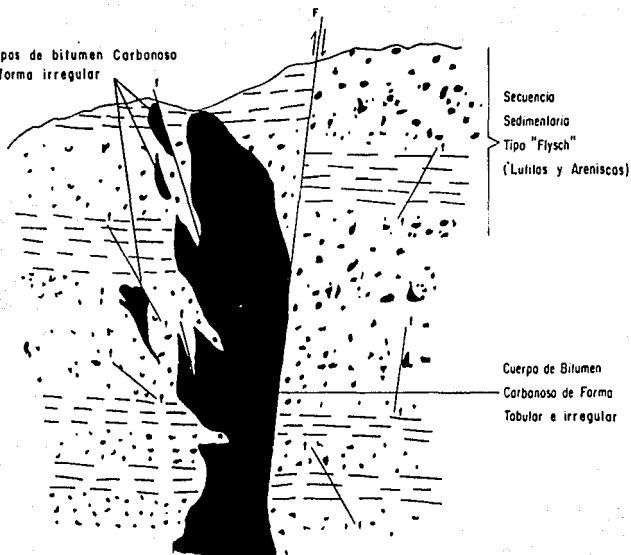 F
pos de bitumen Carbonoso
forma irregular
f
Secuencia
Sedimentaria
Tipo "Flysch"
(Lutitas y Areniscas)
f
f
f
f
f
f
f
Cuerpo de Bitumen
Carbonoso de Forma
Tabular e irregular
f
f
f